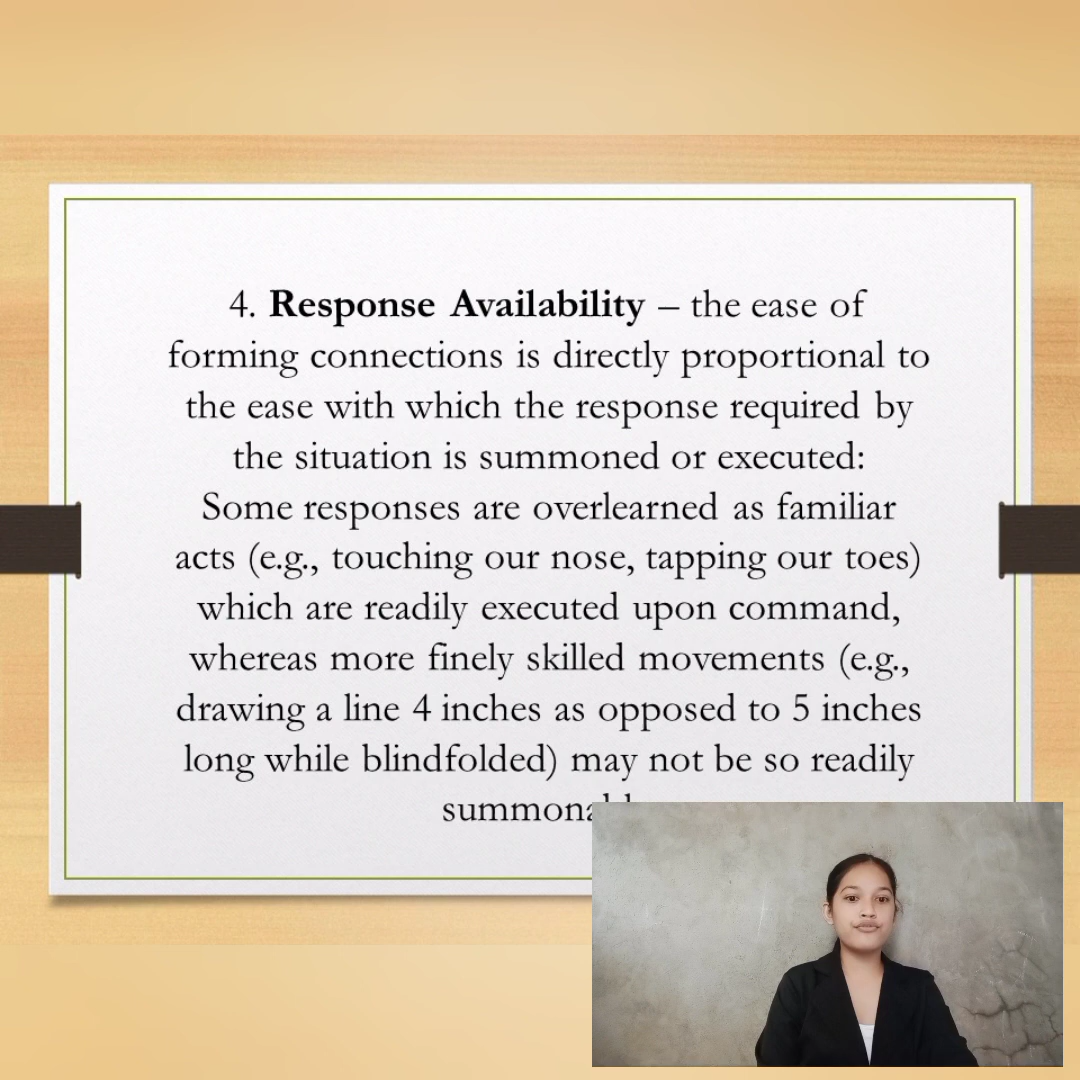 4. Response Availability – the ease of
forming connections is directly proportional to
the ease with which the response required by
the situation is summoned or executed:
Some responses are overlearned as familiar
acts (e.g., touching our nose, tapping our toes)
which are readily executed upon command,
whereas more finely skilled movements (e.g.,
drawing a line 4 inches as opposed to 5 inches
long while blindfolded) may not be so readily